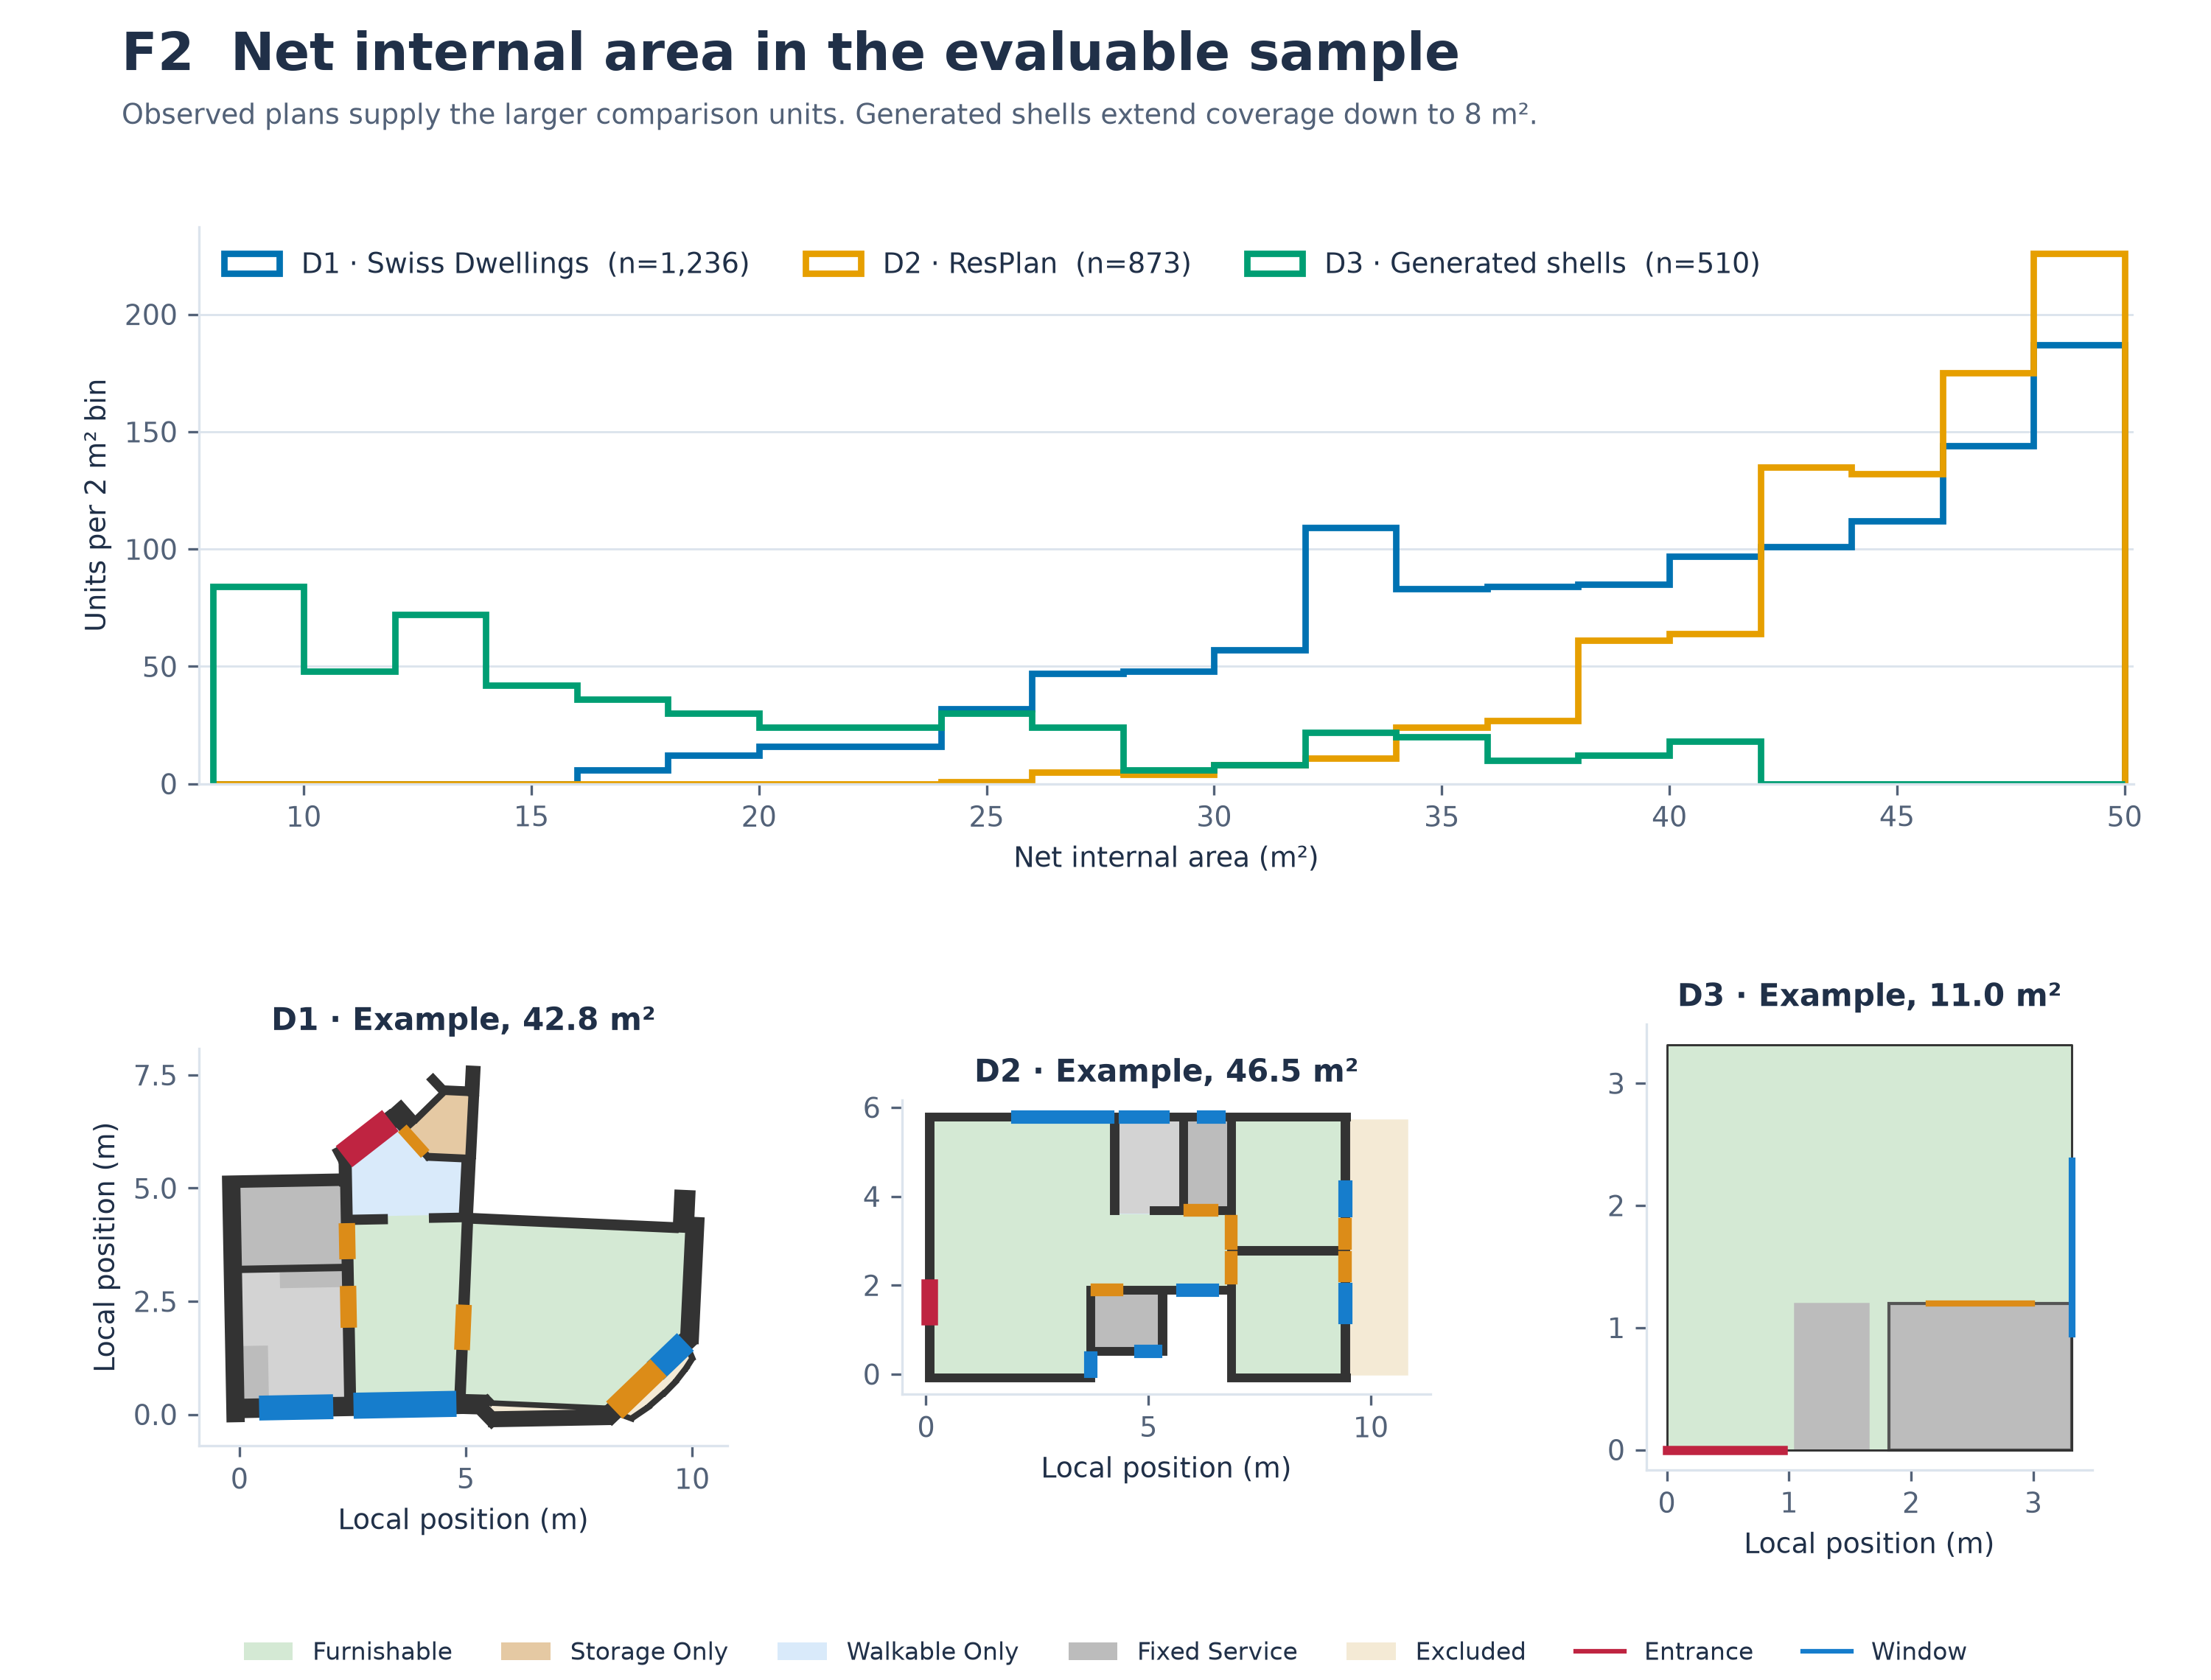 F2  Net internal area in the evaluable sample
Observed plans supply the larger comparison units. Generated shells extend coverage down to 8 m².
D1 · Swiss Dwellings  (n=1,236)
D2 · ResPlan  (n=873)
D3 · Generated shells  (n=510)
Units per 2 m² bin
200
150
100
50
0
10 15 20 25 30 35 40 45 50
Net internal area (m²)
D1 · Example, 42.8 m²
Local position (m)
7.5
5.0
2.5
0.0
0 5 10
Local position (m)
D2 · Example, 46.5 m²
6
4
2
0
0 5 10
Local position (m)
D3 · Example, 11.0 m²
3
2
1
0
0 1 2 3
Local position (m)
Furnishable
Storage Only
Walkable Only
Fixed Service
Excluded
Entrance
Window